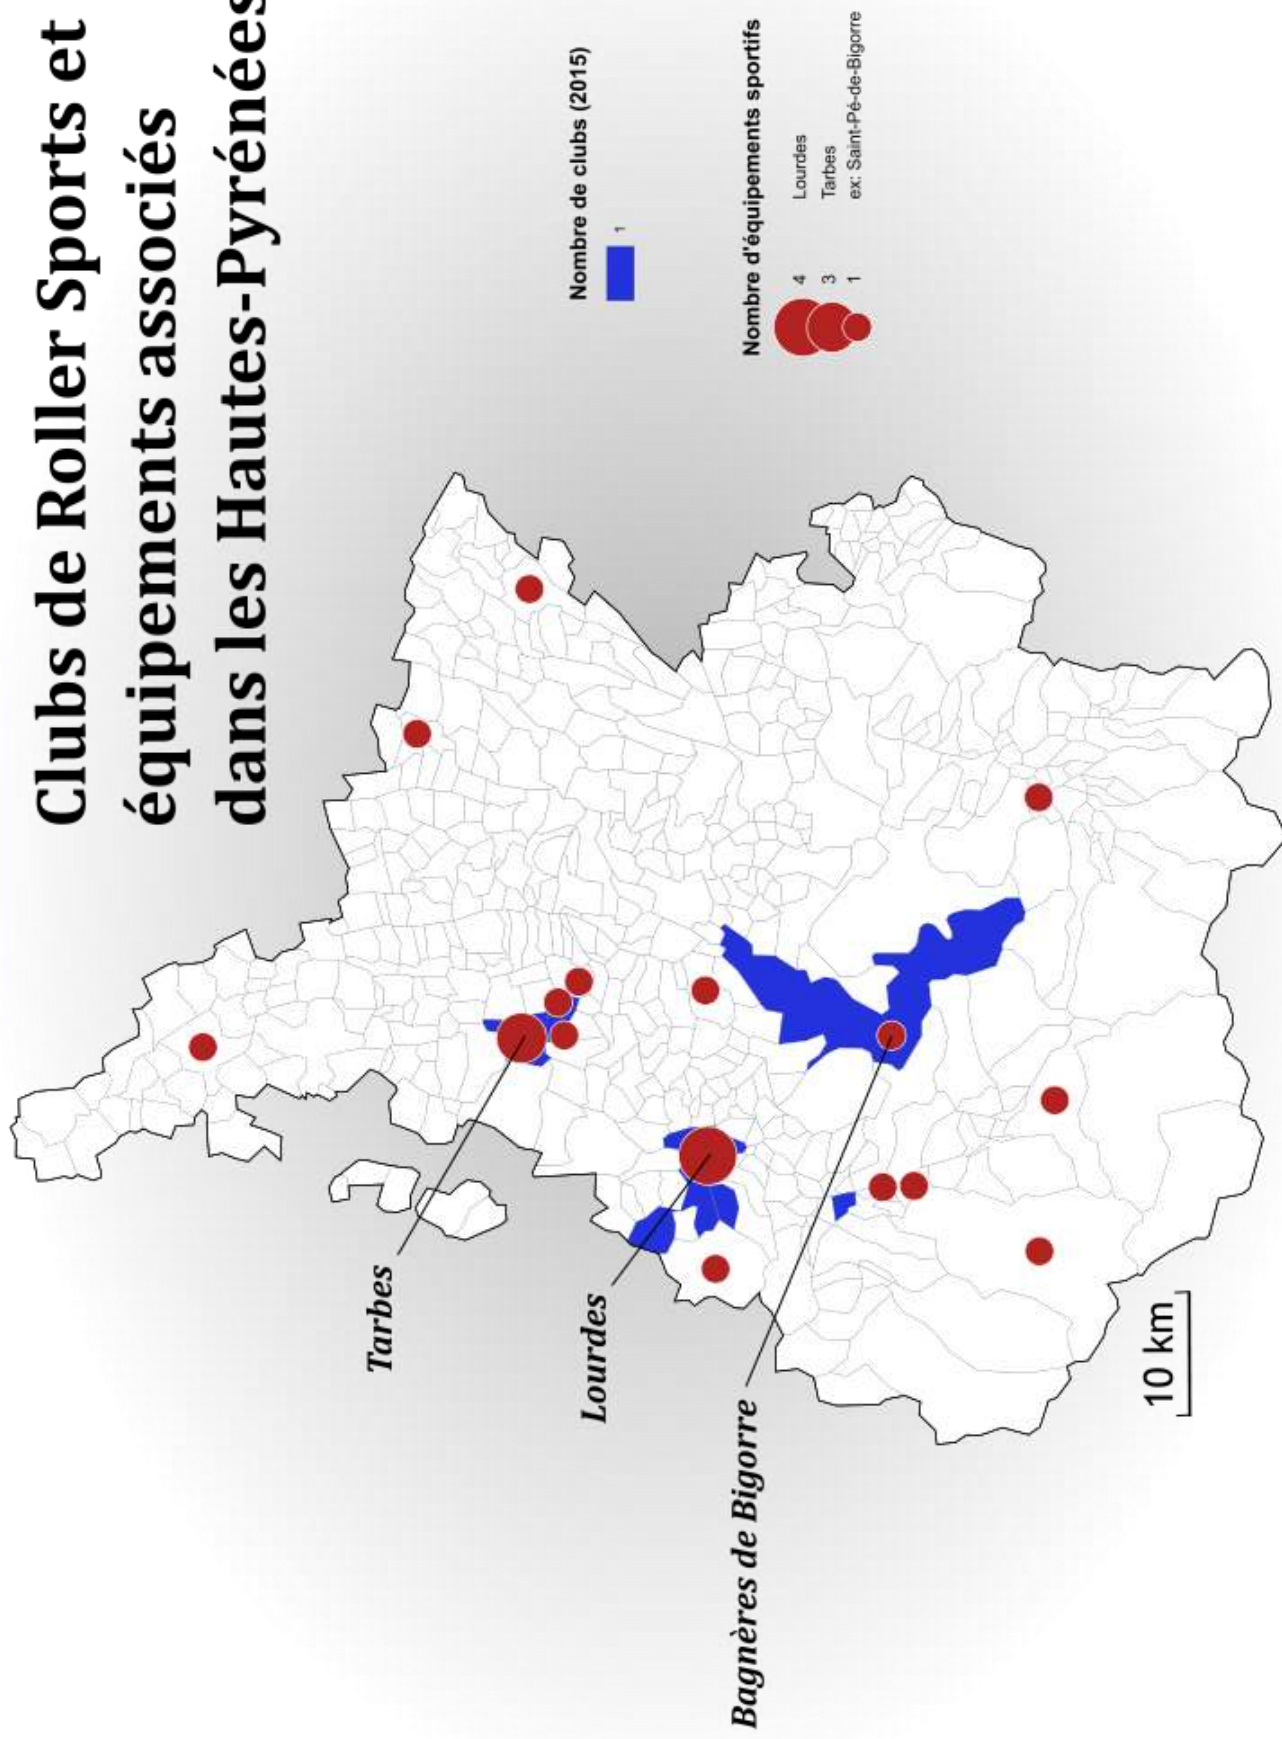 Clubs de Roller Sports et
équipements associés
dans les Hautes-Pyrénées
Nombre de clubs (2015)
1
Nombre d'équipements sportifs
4 Lourdes
3 Tarbes
1 ex: Saint-Pé-de-Bigorre
Tarbes
Lourdes
Bagnères de Bigorre
10 km